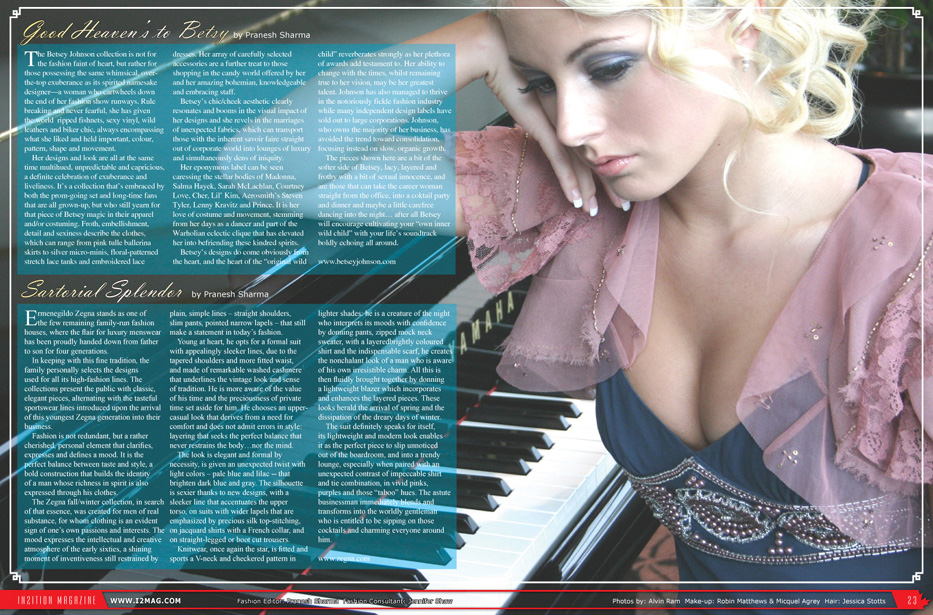 Good Heaven's to Betsy by Pranesh Sharma
The Betsey Johnson collection is not for
the fashion faint of heart, but rather for
those possessing the same whimsical, over-
the-top exuberance as its spirited namesake
designer—a woman who cartwheels down
the end of her fashion show runways. Rule
breaking and never fearful, she has given
the world ripped fishnets, sexy vinyl, wild
leathers and biker chic, always encompassing
what she liked and held important, colour,
pattern, shape and movement.
Her designs and look are all at the same
time multihued, unpredictable and capricious,
a definite celebration of exuberance and
liveliness. It's a collection that's embraced by
both the prom-going set and long-time fans
that are all grown-up, but who still yearn for
that piece of Betsey magic in their apparel
and/or costuming. Froth, embellishment,
detail and sexiness describe the clothes,
which can range from pink tulle ballerina
skirts to silver micro-minis, floral-patterned
stretch lace tanks and embroidered lace
dresses. Her array of carefully selected
accessories are a further treat to those
shopping in the candy world offered by her
and her amazing bohemian, knowledgeable
and embracing staff.
Betsey's chic/cheek aesthetic clearly
resonates and booms in the visual impact of
her designs and she revels in the marriages
of unexpected fabrics, which can transport
those with the inherent savoir faire straight
out of corporate world into lounges of luxury
and simultaneously dens of iniquity.
Her eponymous label can be seen
caressing the stellar bodies of Madonna,
Salma Hayek, Sarah McLachlan, Courtney
Love, Cher, Lil' Kim, Aerosmith's Steven
Tyler, Lenny Kravitz and Prince. It is her
love of costume and movement, stemming
from her days as a dancer and part of the
Warholian eclectic clique that has elevated
her into befriending these kindred spirits.
Betsey's designs do come obviously from
the heart, and the heart of the "original wild
child" reverberates strongly as her plethora
of awards add testament to. Her ability to
change with the times, whilst remaining
true to her vision, may be her greatest
talent. Johnson has also managed to thrive
in the notoriously fickle fashion industry
while many independent design labels have
sold out to large corporations. Johnson,
who owns the majority of her business, has
avoided the trend toward consolidation,
focusing instead on slow, organic growth.
The pieces shown here are a bit of the
softer side of Betsey, lacy, layered and
frothy with a bit of sexual innocence, and
are those that can take the career woman
straight from the office, into a coktail party
and dinner and maybe a little carefree
dancing into the night… after all Betsey
will encourage cultivating your "own inner
wild child" with your life's soundtrack
boldly echoing all around.
www.betseyjohnson.com
Sartorial Splendor by Pranesh Sharma
Ermenegildo Zegna stands as one of
the few remaining family-run fashion
houses, where the flair for luxury menswear
has been proudly handed down from father
to son for four generations.
In keeping with this fine tradition, the
family personally selects the designs
used for all its high-fashion lines. The
collections present the public with classic,
elegant pieces, alternating with the tasteful
sportswear lines introduced upon the arrival
of this youngest Zegna generation into their
business.
Fashion is not redundant, but a rather
cherished, personal element that clarifies,
expresses and defines a mood. It is the
perfect balance between taste and style, a
bold construction that builds the identity
of a man whose richness in spirit is also
expressed through his clothes.
The Zegna fall/winter collection, in search
of that essence, was created for men of real
substance, for whom clothing is an evident
sign of one's own passions and interests. The
mood expresses the intellectual and creative
atmosphere of the early sixties, a shining
moment of inventiveness still restrained by
plain, simple lines – straight shoulders,
slim pants, pointed narrow lapels – that still
make a statement in today's fashion.
Young at heart, he opts for a formal suit
with appealingly sleeker lines, due to the
tapered shoulders and more fitted waist,
and made of remarkable washed cashmere
that underlines the vintage look and sense
of tradition. He is more aware of the value
of his time and the preciousness of private
time set aside for him. He chooses an upper-
casual look that derives from a need for
comfort and does not admit errors in style:
layering that seeks the perfect balance that
never restrains the body…nor the mind.
The look is elegant and formal by
necessity, is given an unexpected twist with
light colors – pale blue and lilac – that
brighten dark blue and gray. The silhouette
is sexier thanks to new designs, with a
sleeker line that accentuates the upper
torso, on suits with wider lapels that are
emphasized by precious silk top-stitching,
on jacquard shirts with a French collar, and
on straight-legged or boot cut trousers.
Knitwear, once again the star, is fitted and
sports a V-neck and checkered pattern in
lighter shades: he is a creature of the night
who interprets its moods with confidence
by donning pants, zipped mock neck
sweater, with a layeredbrightly coloured
shirt and the indispensable scarf, he creates
the nonchalant look of a man who is aware
of his own irresistible charm. All this is
then fluidly brought together by donning
a lightweight blazer which incorporates
and enhances the layered pieces. These
looks herald the arrival of spring and the
dissipation of the dreary days of winter.
The suit definitely speaks for itself,
its lightweight and modern look enables
it as the perfect piece to slip unnoticed
out of the boardroom, and into a trendy
lounge, especially when paired with an
unexpected contrast of impeccable shirt
and tie combination, in vivid pinks,
purples and those "taboo" hues. The astute
businessman immediately blends and
transforms into the worldly gentleman
who is entitled to be sipping on those
cocktails and charming everyone around
him.
www.zegna.com
YAMAHA
IN2ITION MAGAZINE WWW.I2MAG.COM Fashion Editor: Pranesh Sharma Fashion Consultant: Jennifer Shaw Photos by: Alvin Ram Make-up: Robin Matthews & Micquel Agrey Hair: Jessica Stotts 23